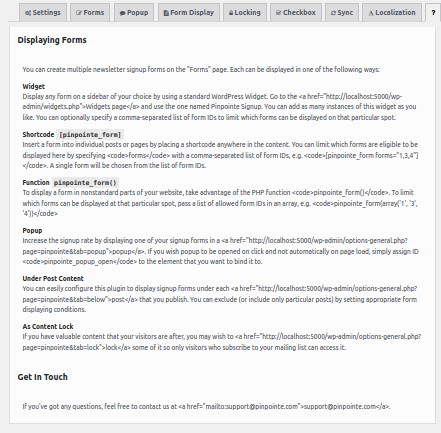 Settings Forms Popup Form Display Locking Checkbox Sync Localization ?
Displaying Forms
You can create multiple newsletter signup forms on the "Forms" page. Each can be displayed in one of the following ways:
Widget
Display any form on a sidebar of your choice by using a standard WordPress Widget. Go to the <a href="http://localhost:5000/wp-
admin/widgets.php">Widgets page</a> and use the one named Pinpointe Signup. You can add as many instances of this widget as you
like. You can optionally specify a comma-separated list of form IDs to limit which forms can be displayed on that particular spot.
Shortcode [pinpointe_form]
Insert a form into individual posts or pages by placing a shortcode anywhere in the content. You can limit which forms are eligible to be
displayed here by specifying <code>forms</code> with a comma-separated list of form IDs, e.g. <code>[pinpointe_form forms="1,3,4"]
</code>. A single form will be chosen from the list of form IDs.
Function pinpointe_form()
To display a form in nonstandard parts of your website, take advantage of the PHP function <code>pinpointe_form()</code>. To limit
which forms can be displayed at that particular spot, pass a list of allowed form IDs in an array, e.g. <code>pinpointe_form(array('1', '3',
'4'))</code>
Popup
Increase the signup rate by displaying one of your signup forms in a <a href="http://localhost:5000/wp-admin/options-general.php?
page=pinpointe&tab=popup">popup</a>. If you wish popup to be opened on click and not automatically on page load, simply assign ID
<code>pinpointe_popup_open</code> to the element that you want to bind it to.
Under Post Content
You can easily configure this plugin to display signup forms under each <a href="http://localhost:5000/wp-admin/options-general.php?
page=pinpointe&tab=below">post</a> that you publish. You can exclude (or include only particular posts) by setting appropriate form
displaying conditions.
As Content Lock
If you have valuable content that your visitors are after, you may wish to <a href="http://localhost:5000/wp-admin/options-general.php?
page=pinpointe&tab=lock">lock</a> some of it so only visitors who subscribe to your mailing list can access it.
Get In Touch
If you've got any questions, feel free to contact us at <a href="mailto:support@pinpointe.com">support@pinpointe.com</a>.